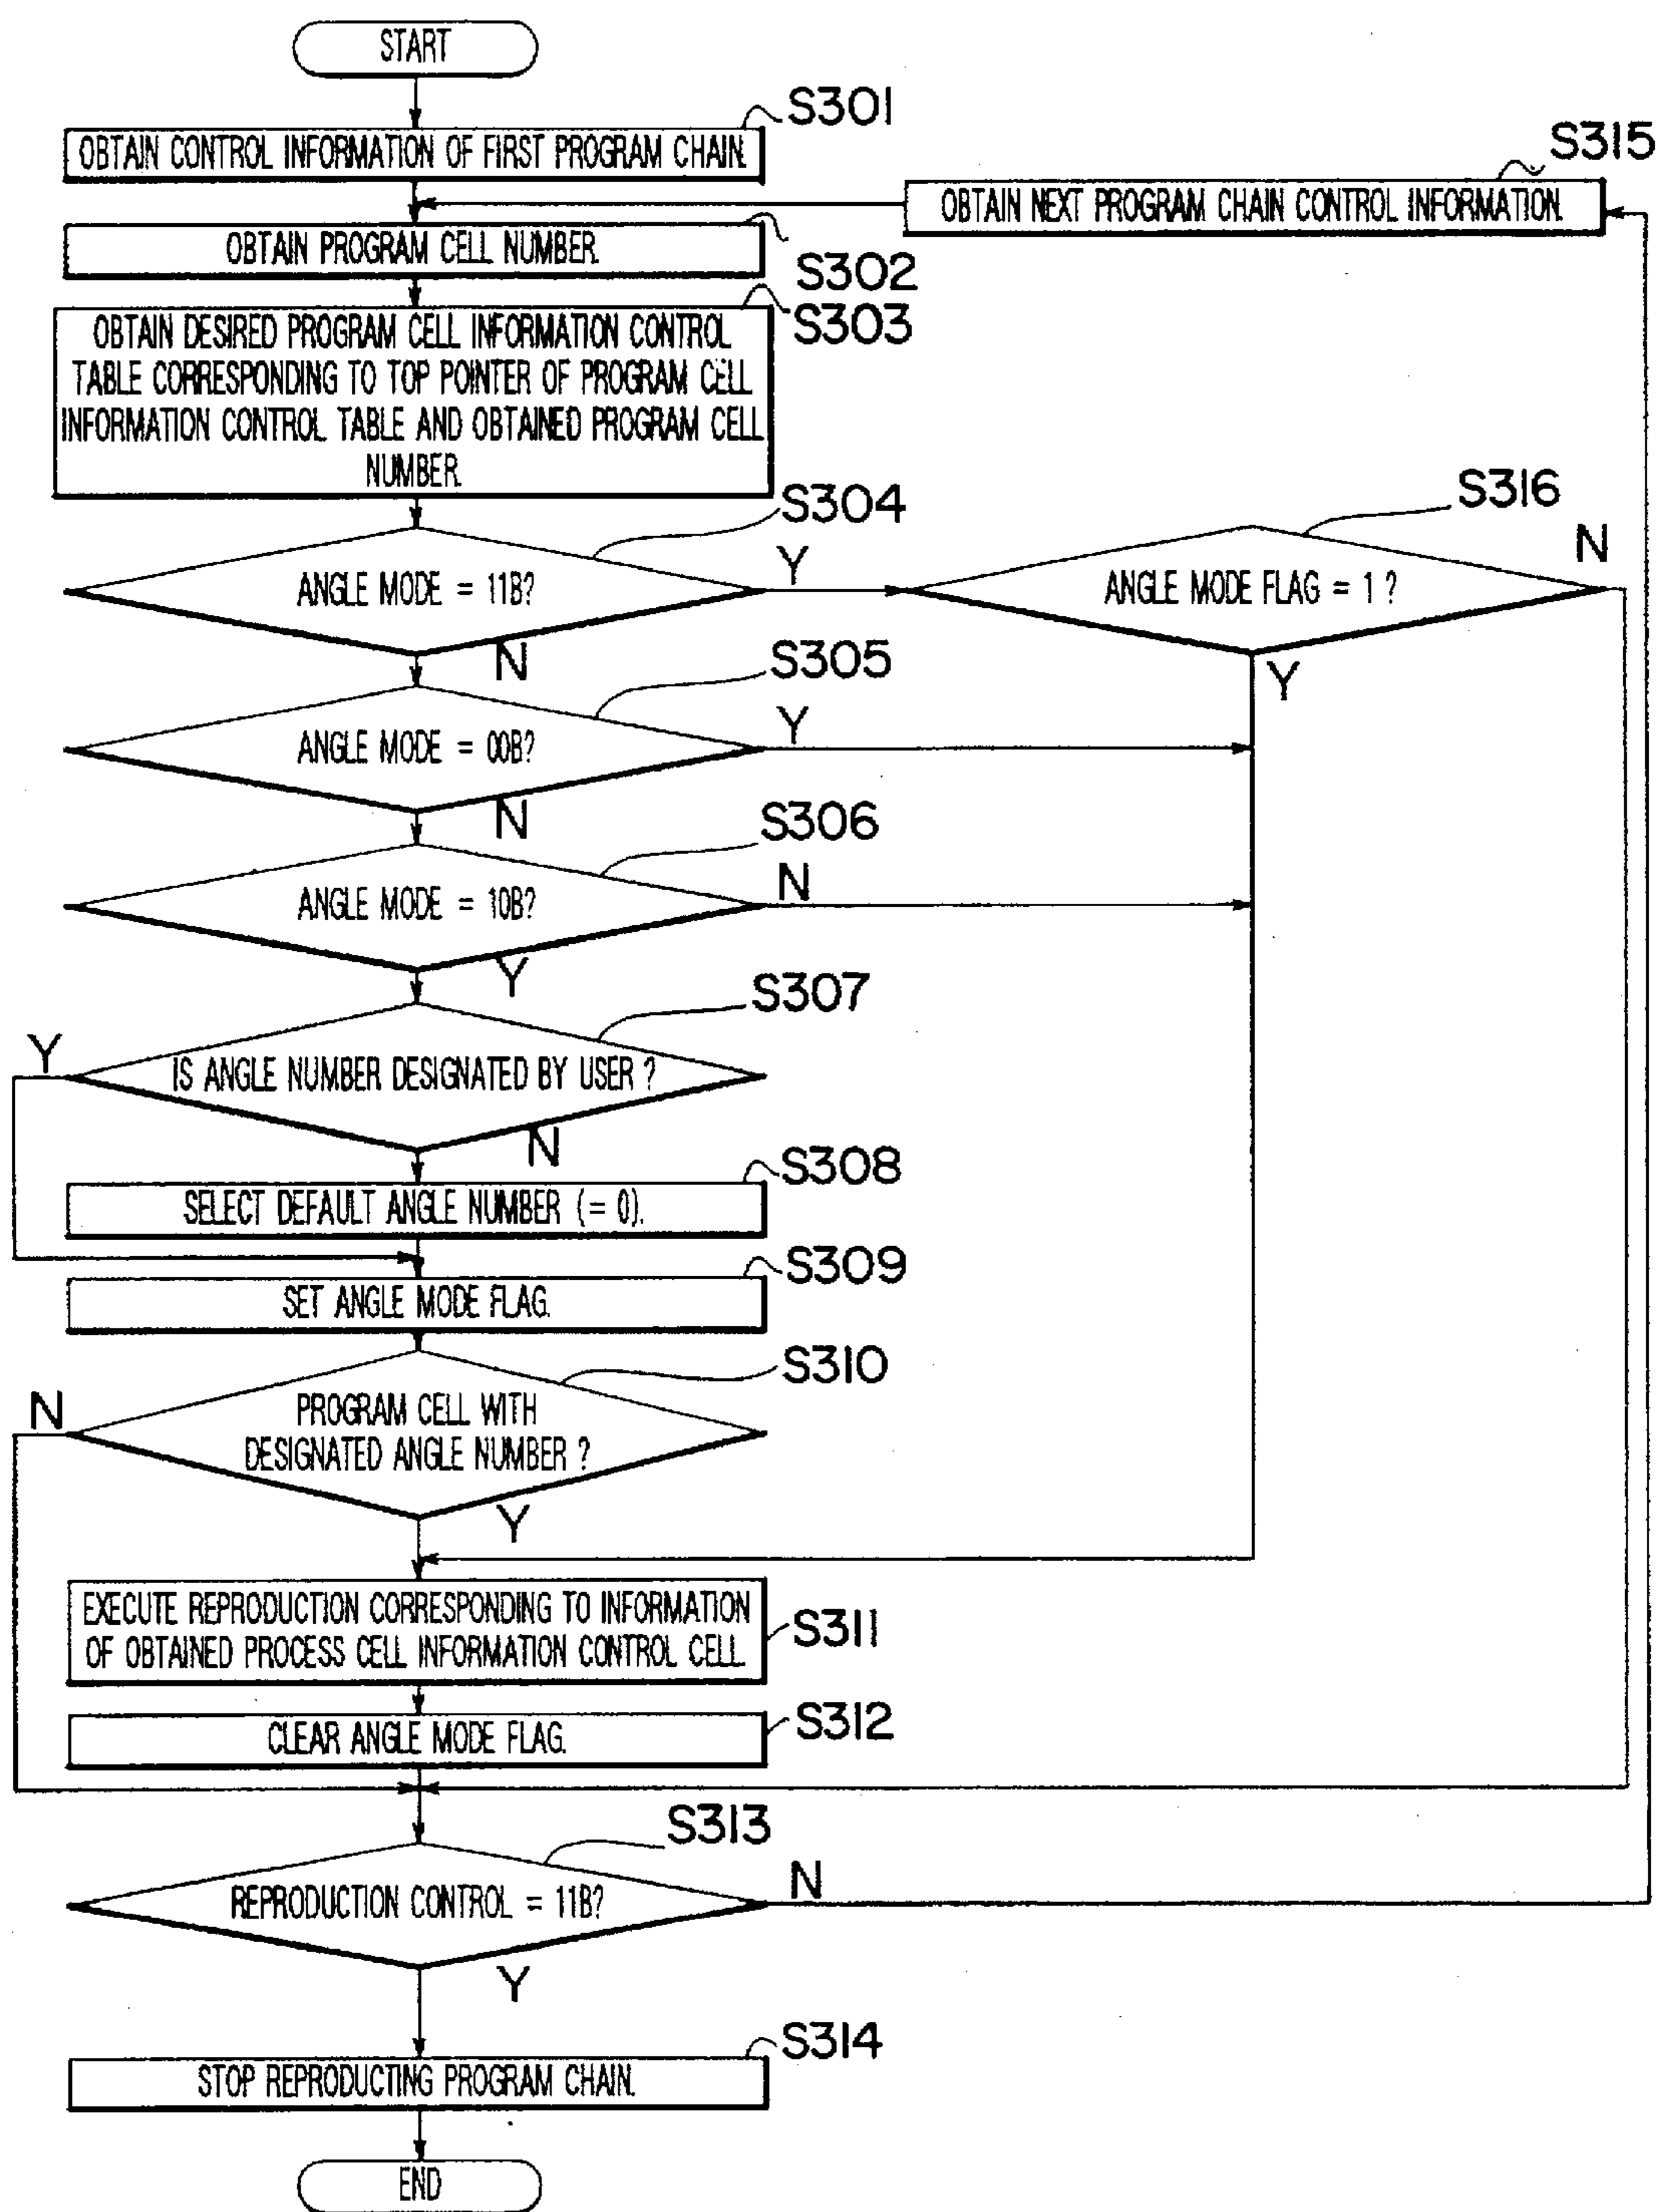 START
S301
OBTAIN CONTROL INFORMATION OF FIRST PROGRAM CHAIN.
S315
OBTAIN NEXT PROGRAM CHAIN CONTROL INFORMATION.
OBTAIN PROGRAM CELL NUMBER.
S302
S303
OBTAIN DESIRED PROGRAM CELL INFORMATION CONTROL
TABLE CORRESPONDING TO TOP POINTER OF PROGRAM CELL
INFORMATION CONTROL TABLE AND OBTAINED PROGRAM CELL
NUMBER.
S304
ANGLE MODE = 11B?
Y
N
S316
ANGLE MODE FLAG = 1 ?
N
Y
S305
ANGLE MODE = 00B?
Y
N
S306
ANGLE MODE = 10B?
N
Y
S307
Y
IS ANGLE NUMBER DESIGNATED BY USER ?
N
S308
SELECT DEFAULT ANGLE NUMBER (= 0).
S309
SET ANGLE MODE FLAG.
S310
N
PROGRAM CELL WITH
DESIGNATED ANGLE NUMBER ?
Y
EXECUTE REPRODUCTION CORRESPONDING TO INFORMATION
OF OBTAINED PROCESS CELL INFORMATION CONTROL CELL.
S311
CLEAR ANGLE MODE FLAG.
S312
S313
REPRODUCTION CONTROL = 11B?
N
Y
S314
STOP REPRODUCTING PROGRAM CHAIN.
END